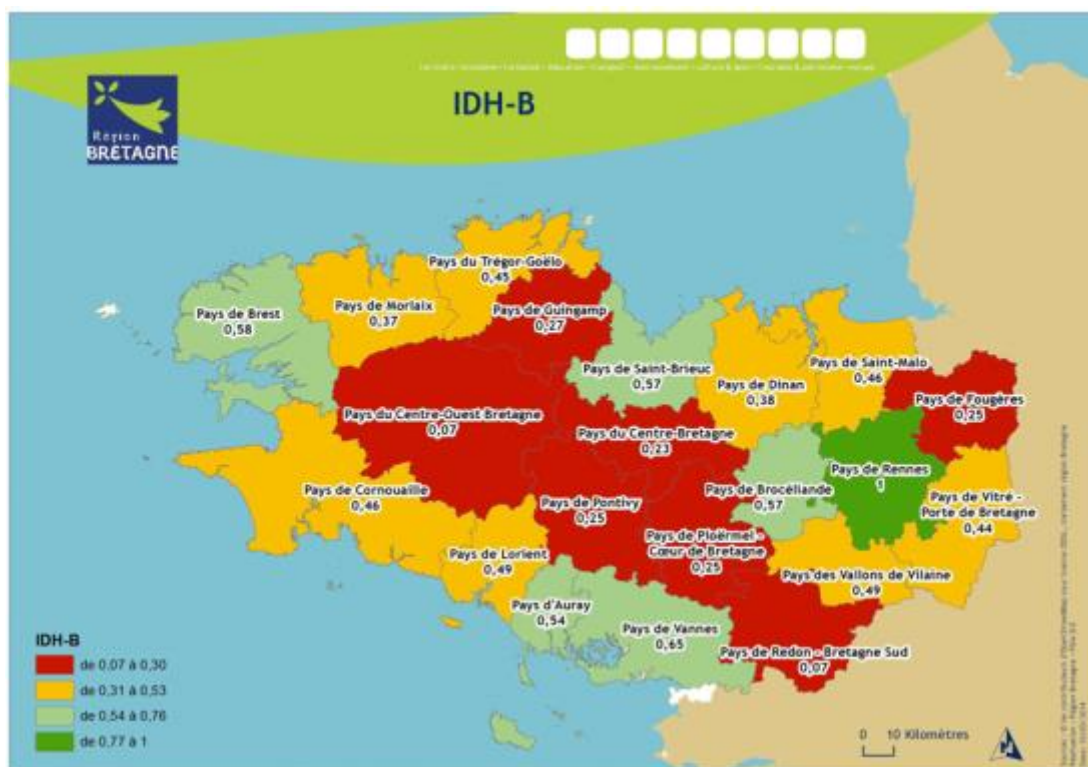 IDH-B
Région
BRETAGNE
Pays du Trégor-Goëlo
0,45
Pays de Brest
0,58
Pays de Morlaix
0,37
Pays de Guingamp
0,27
Pays de Saint-Brieuc
0,57
Pays de Dinan
0,38
Pays de Saint-Malo
0,46
Pays de Fougères
0,25
Pays du Centre-Ouest Bretagne
0,07
Pays du Centre-Bretagne
0,23
Pays de Rennes
1
Pays de Brocéliande
0,57
Pays de Vitré -
Porte de Bretagne
0,44
Pays de Cornouaille
0,46
Pays de Pontivy
0,25
Pays de Ploërmel -
Cœur de Bretagne
0,25
Pays de Lorient
0,49
Pays des Vallons de Vilaine
0,49
Pays d'Auray
0,54
Pays de Vannes
0,65
Pays de Redon - Bretagne Sud
0,07
IDH-B
de 0,07 à 0,30
de 0,31 à 0,53
de 0,54 à 0,76
de 0,77 à 1
0 10 Kilomètres